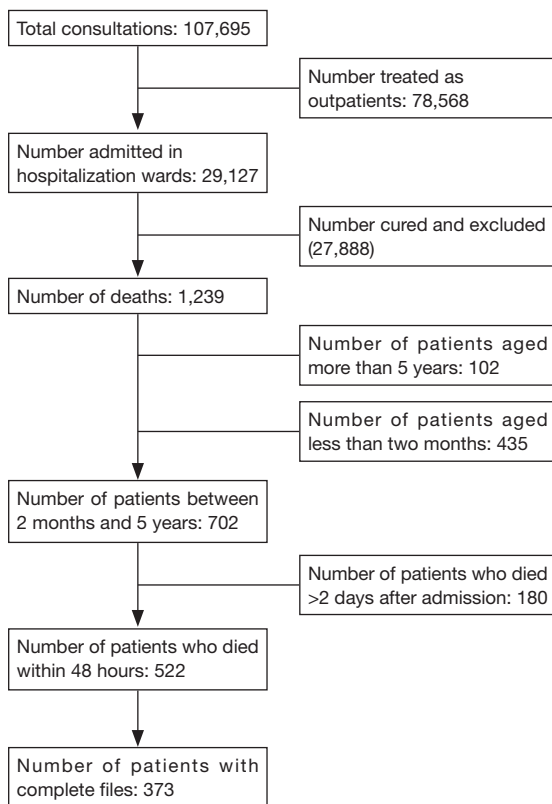 Total consultations: 107,695
Number treated as
outpatients: 78,568
Number admitted in
hospitalization wards: 29,127
Number cured and excluded
(27,888)
Number of deaths: 1,239
Number of patients aged
more than 5 years: 102
Number of patients aged
less than two months: 435
Number of patients between
2 months and 5 years: 702
Number of patients who died
>2 days after admission: 180
Number of patients who died
within 48 hours: 522
Number of patients with
complete files: 373